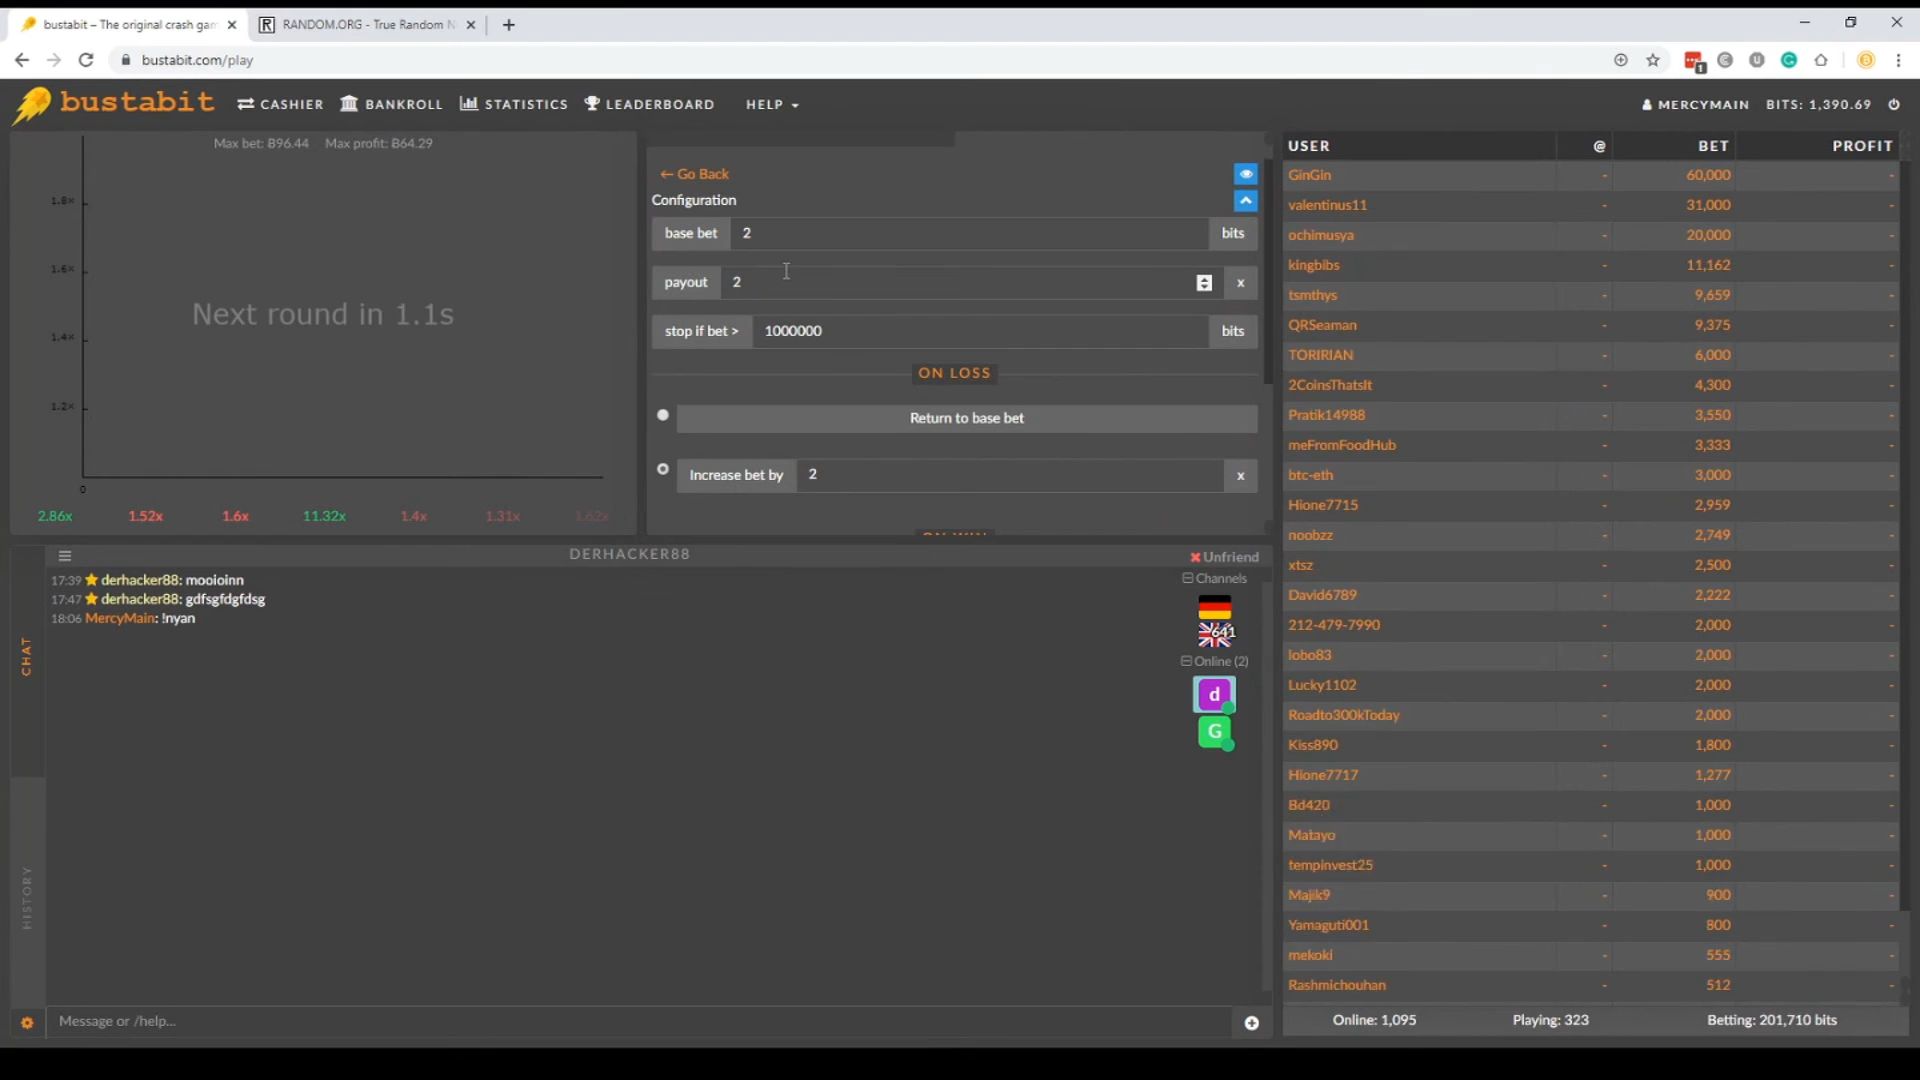 bustabit – The original crash gam
RANDOM.ORG - True Random N
bustabit.com/play
bustabit
CASHIER
BANKROLL
STATISTICS
LEADERBOARD
HELP
MERCYMAIN
BITS: 1,390.69
Max bet: Ƀ96.44 Max profit: Ƀ64.29
1.8×
1.6×
1.4×
1.2×
0
Next round in 1.1s
2.86x 1.52x 1.6x 11.32x 1.4x 1.31x 1.62x
← Go Back
Configuration
base bet 2 bits
payout 2 x
stop if bet > 1000000 bits
ON LOSS
Return to base bet
Increase bet by 2 x
ON WIN
DERHACKER88
Unfriend
CHAT
HISTORY
17:39 derhacker88: mooioinn
17:47 derhacker88: gdfsgfdgfdsg
18:06 MercyMain: !nyan
Channels
641
Online (2)
d
G
Message or /help...
USER @ BET PROFIT
GinGin - 60,000 -
valentinus11 - 31,000 -
ochimusya - 20,000 -
kingbibs - 11,162 -
tsmthys - 9,659 -
QRSeaman - 9,375 -
TORIRIAN - 6,000 -
2CoinsThatsIt - 4,300 -
Pratik14988 - 3,550 -
meFromFoodHub - 3,333 -
btc-eth - 3,000 -
Hione7715 - 2,959 -
noobzz - 2,749 -
xtsz - 2,500 -
David6789 - 2,222 -
212-479-7990 - 2,000 -
lobo83 - 2,000 -
Lucky1102 - 2,000 -
Roadto300kToday - 2,000 -
Kiss890 - 1,800 -
Hione7717 - 1,277 -
Bd420 - 1,000 -
Matayo - 1,000 -
tempinvest25 - 1,000 -
Majik9 - 900 -
Yamaguti001 - 800 -
mekoki - 555 -
Rashmichouhan - 512 -
Online: 1,095 Playing: 323 Betting: 201,710 bits